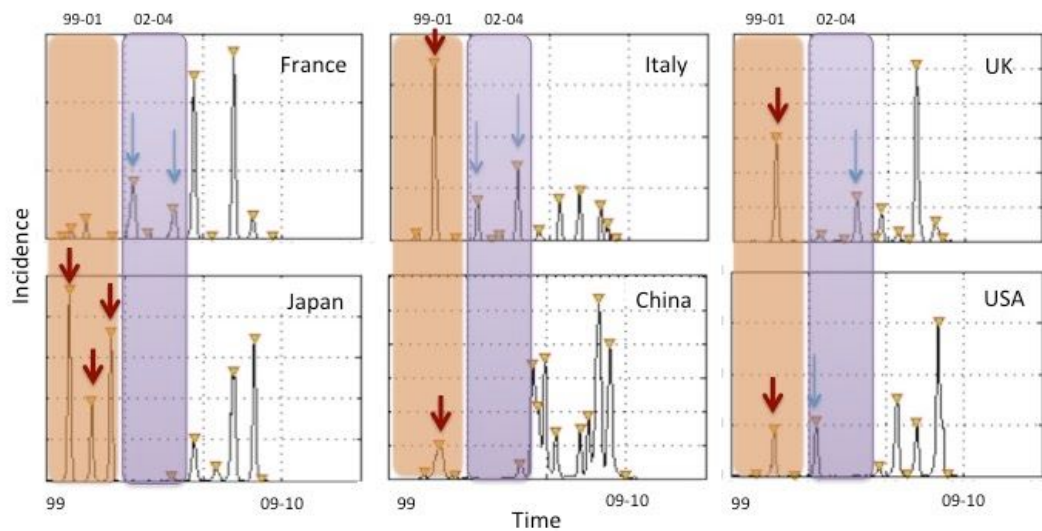 99-01 02-04 99-01 02-04 99-01 02-04
France Italy UK
Incidence
Japan China USA
99 09-10 99 09-10 99 09-10
Time